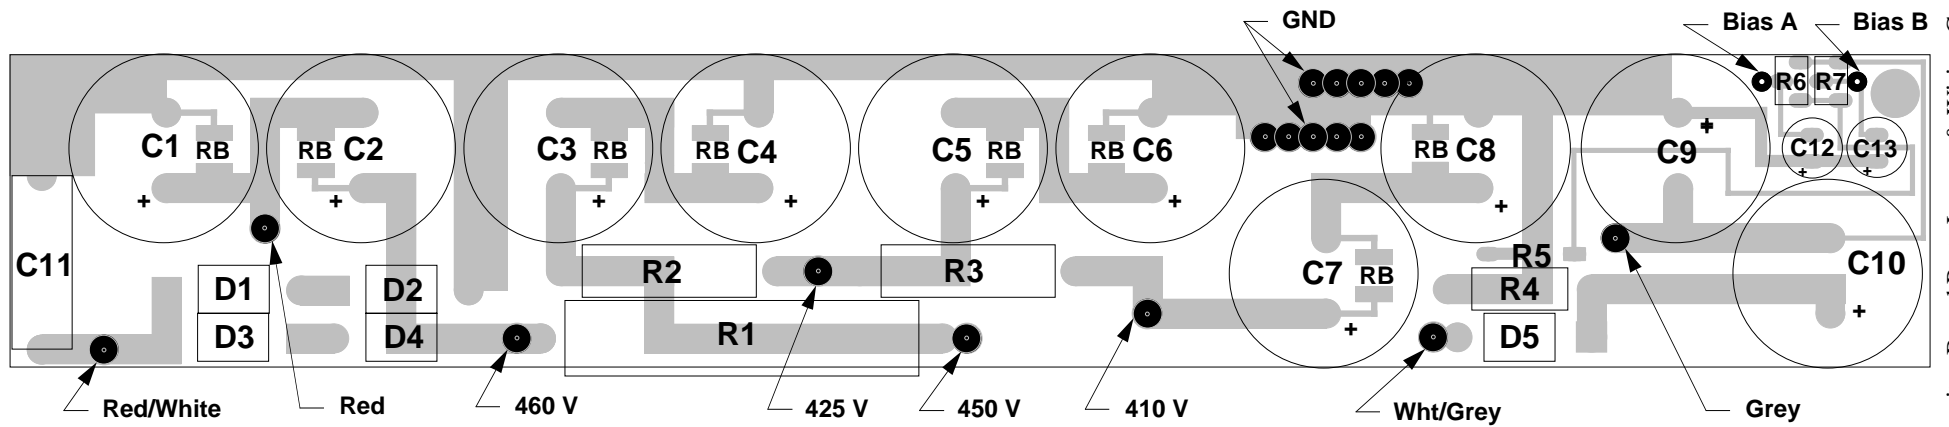 GND
Bias A
Bias B
R6
R7
C1
RB
RB
C2
C3
RB
RB
C4
C5
RB
RB
C6
RB
C8
C9
+
C12
+
C13
+
+
+
+
+
+
+
+
C11
D1
D2
R2
R3
C7
RB
R5
R4
C10
+
D3
D4
R1
+
D5
Red/White
Red
460 V
425 V
450 V
410 V
Wht/Grey
Grey